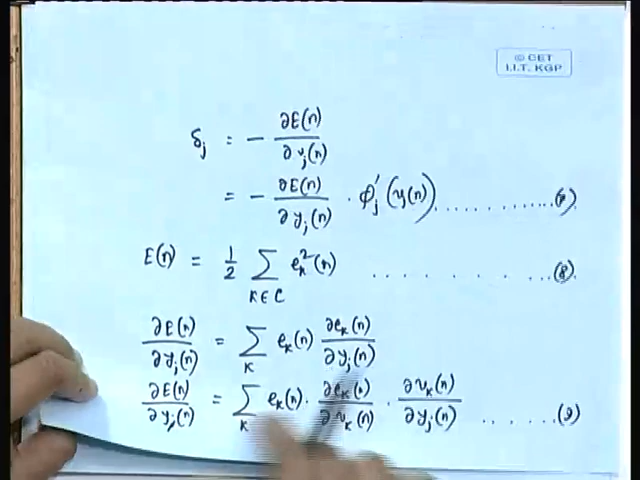 © CET
I.I.T. KGP
δj = − ∂E(n) / ∂vj(n)
= − ∂E(n) / ∂yj(n) · φ'j (vj(n)) ............(7)
E(n) = 1/2 Σ K∈C ek²(n) ............(8)
∂E(n) / ∂yj(n) = Σ K ek(n) ∂ek(n) / ∂yj(n)
∂E(n) / ∂yj(n) = Σ K ek(n) · ∂ek(n) / ∂vk(n) · ∂vk(n) / ∂yj(n) ......(9)